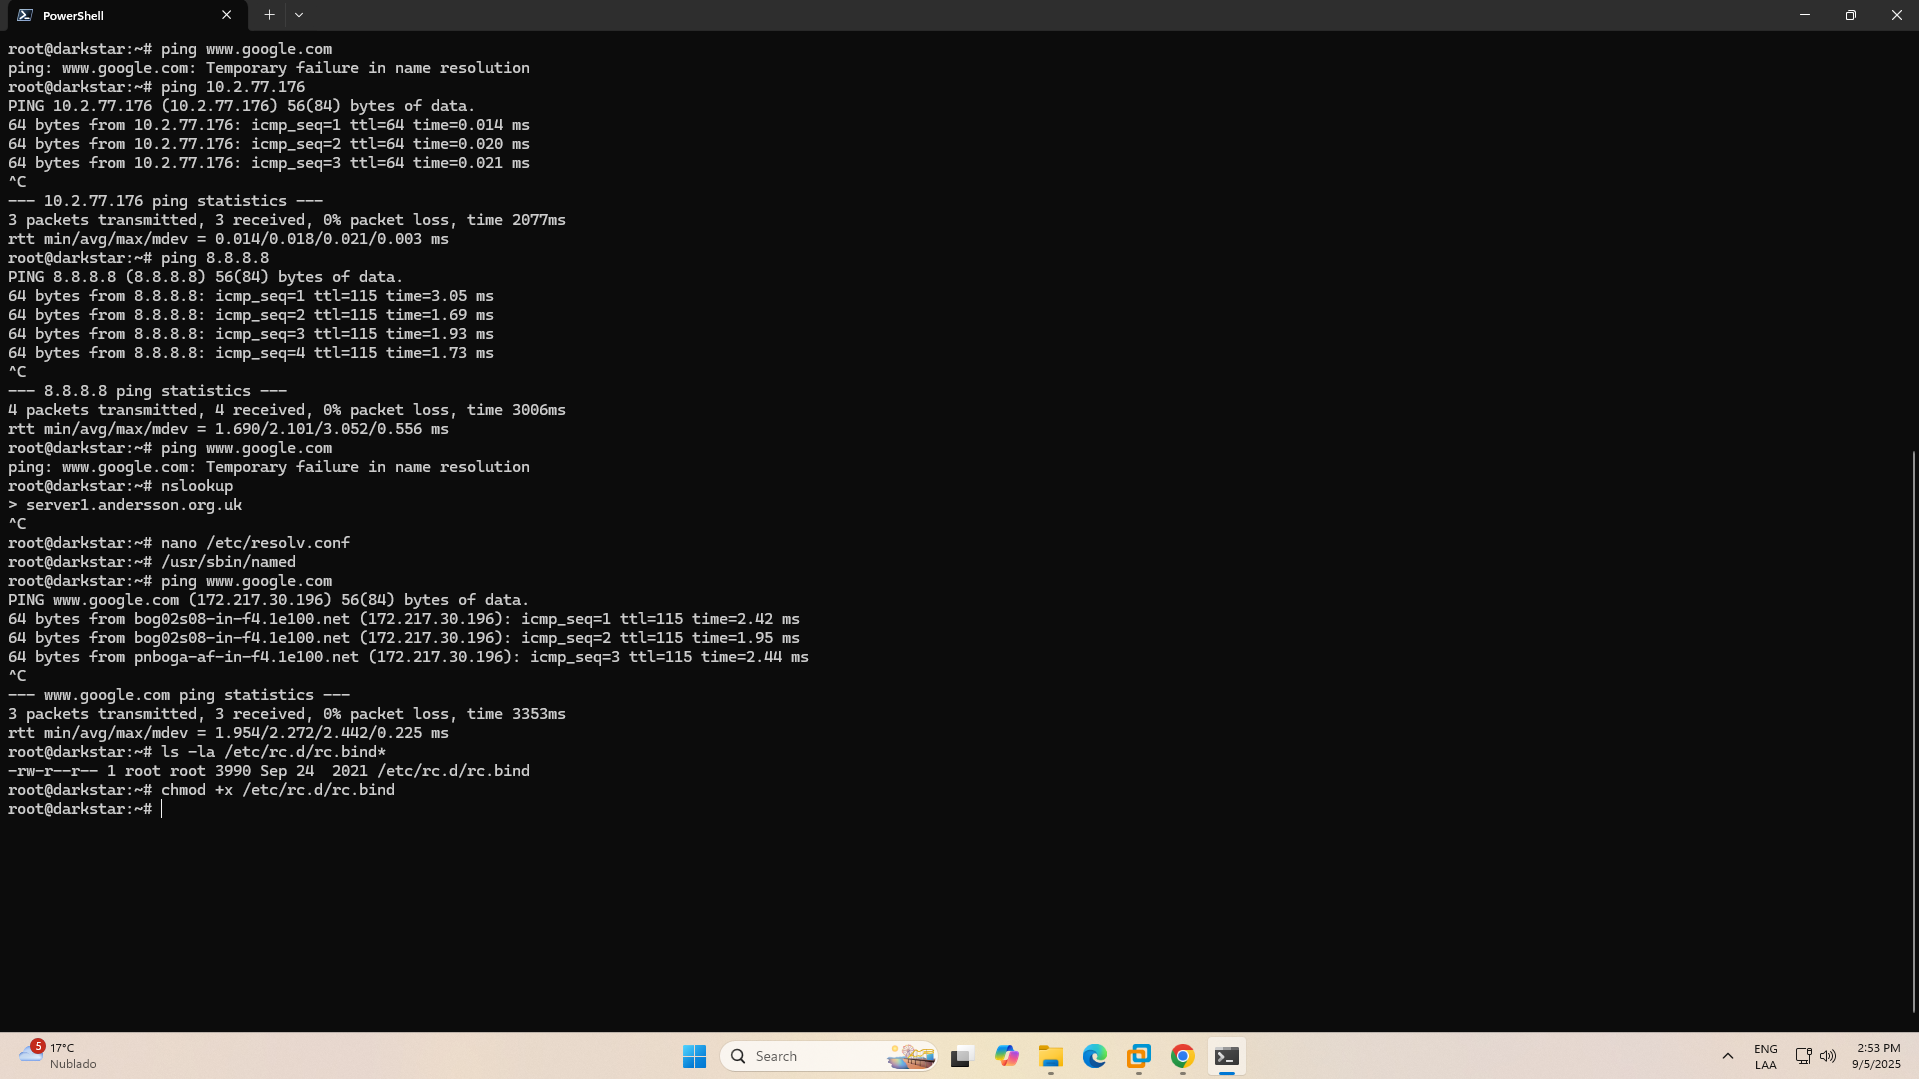 PowerShell
root@darkstar:~# ping www.google.com
ping: www.google.com: Temporary failure in name resolution
root@darkstar:~# ping 10.2.77.176
PING 10.2.77.176 (10.2.77.176) 56(84) bytes of data.
64 bytes from 10.2.77.176: icmp_seq=1 ttl=64 time=0.014 ms
64 bytes from 10.2.77.176: icmp_seq=2 ttl=64 time=0.020 ms
64 bytes from 10.2.77.176: icmp_seq=3 ttl=64 time=0.021 ms
^C
--- 10.2.77.176 ping statistics ---
3 packets transmitted, 3 received, 0% packet loss, time 2077ms
rtt min/avg/max/mdev = 0.014/0.018/0.021/0.003 ms
root@darkstar:~# ping 8.8.8.8
PING 8.8.8.8 (8.8.8.8) 56(84) bytes of data.
64 bytes from 8.8.8.8: icmp_seq=1 ttl=115 time=3.05 ms
64 bytes from 8.8.8.8: icmp_seq=2 ttl=115 time=1.69 ms
64 bytes from 8.8.8.8: icmp_seq=3 ttl=115 time=1.93 ms
64 bytes from 8.8.8.8: icmp_seq=4 ttl=115 time=1.73 ms
^C
--- 8.8.8.8 ping statistics ---
4 packets transmitted, 4 received, 0% packet loss, time 3006ms
rtt min/avg/max/mdev = 1.690/2.101/3.052/0.556 ms
root@darkstar:~# ping www.google.com
ping: www.google.com: Temporary failure in name resolution
root@darkstar:~# nslookup
> server1.andersson.org.uk
^C
root@darkstar:~# nano /etc/resolv.conf
root@darkstar:~# /usr/sbin/named
root@darkstar:~# ping www.google.com
PING www.google.com (172.217.30.196) 56(84) bytes of data.
64 bytes from bog02s08-in-f4.1e100.net (172.217.30.196): icmp_seq=1 ttl=115 time=2.42 ms
64 bytes from bog02s08-in-f4.1e100.net (172.217.30.196): icmp_seq=2 ttl=115 time=1.95 ms
64 bytes from pnboga-af-in-f4.1e100.net (172.217.30.196): icmp_seq=3 ttl=115 time=2.44 ms
^C
--- www.google.com ping statistics ---
3 packets transmitted, 3 received, 0% packet loss, time 3353ms
rtt min/avg/max/mdev = 1.954/2.272/2.442/0.225 ms
root@darkstar:~# ls -la /etc/rc.d/rc.bind*
-rw-r--r-- 1 root root 3990 Sep 24  2021 /etc/rc.d/rc.bind
root@darkstar:~# chmod +x /etc/rc.d/rc.bind
root@darkstar:~#
5
17°C
Nublado
Search
ENG
LAA
2:53 PM
9/5/2025